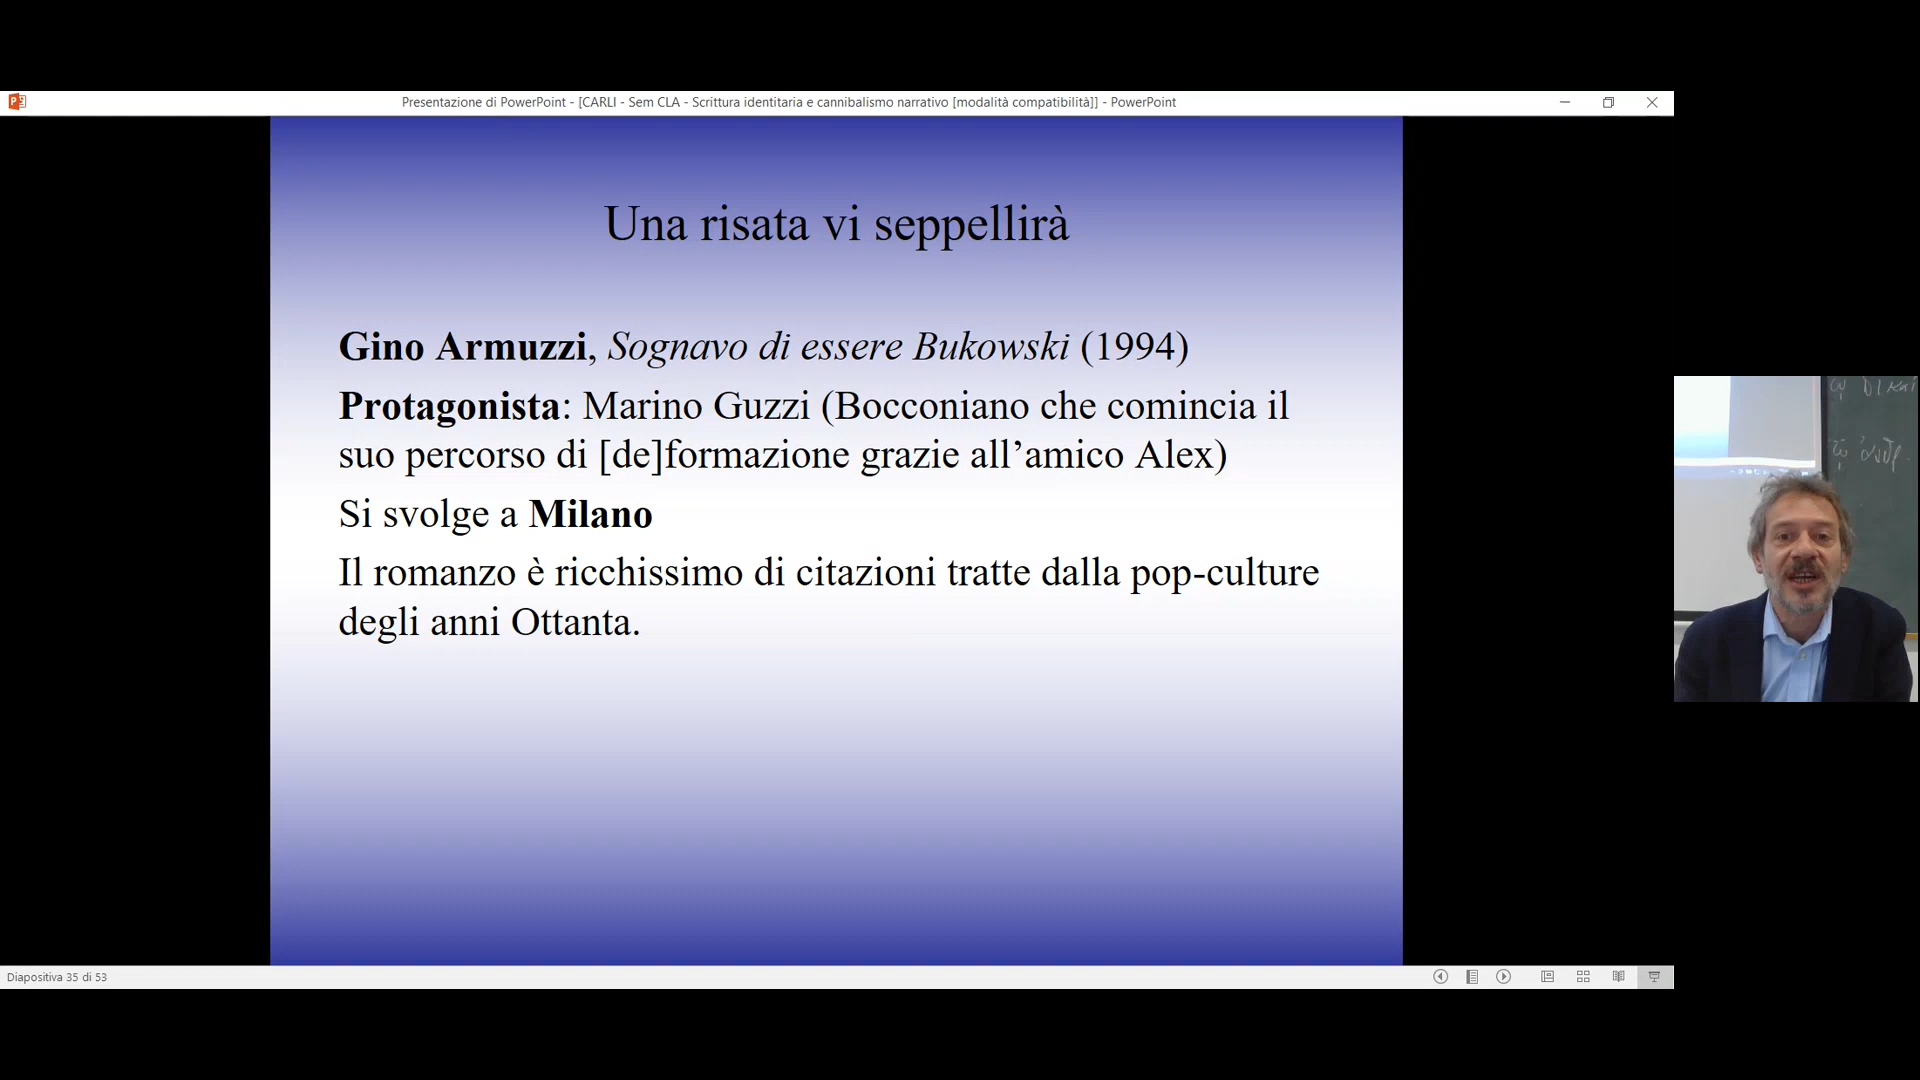 Presentazione di PowerPoint - [CARLI - Sem CLA - Scrittura identitaria e cannibalismo narrativo [modalità compatibilità]] - PowerPoint
Una risata vi seppellirà
Gino Armuzzi, Sognavo di essere Bukowski (1994)
Protagonista: Marino Guzzi (Bocconiano che comincia il
suo percorso di [de]formazione grazie all’amico Alex)
Si svolge a Milano
Il romanzo è ricchissimo di citazioni tratte dalla pop-culture
degli anni Ottanta.
Diapositiva 35 di 53